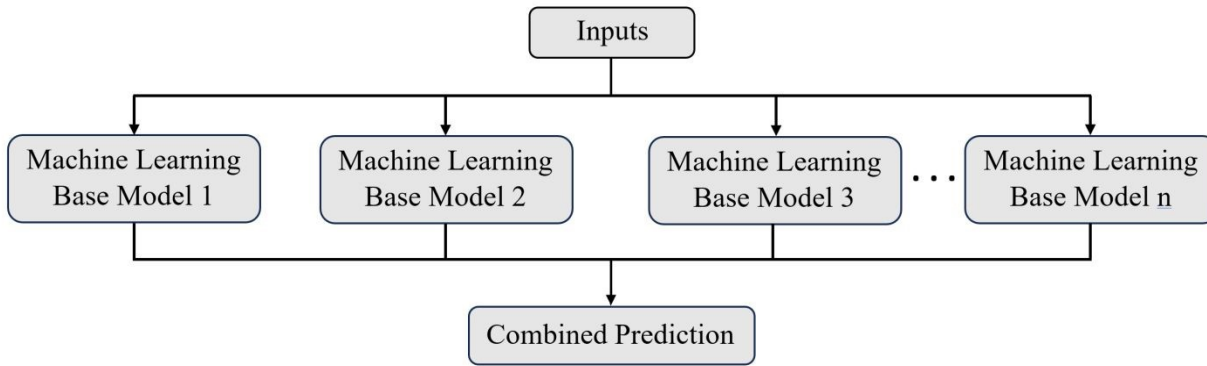 Inputs
Machine Learning
Base Model 1
Machine Learning
Base Model 2
Machine Learning
Base Model 3
. . .
Machine Learning
Base Model n
Combined Prediction